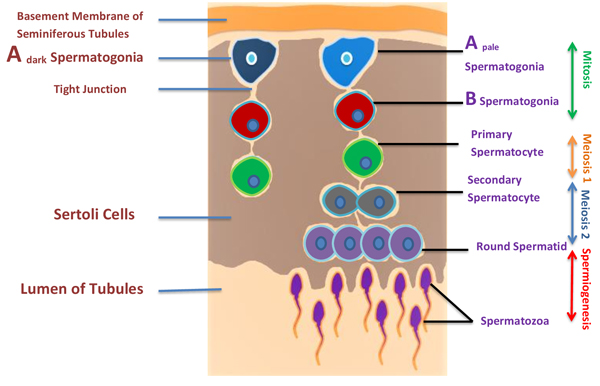 Basement Membrane of
Seminiferous Tubules
A dark Spermatogonia
Tight Junction
Sertoli Cells
Lumen of Tubules
A pale
Spermatogonia
B Spermatogonia
Primary
Spermatocyte
Secondary
Spermatocyte
Round Spermatid
Spermatozoa
Mitosis
Meiosis 1
Meiosis 2
Spermiogenesis